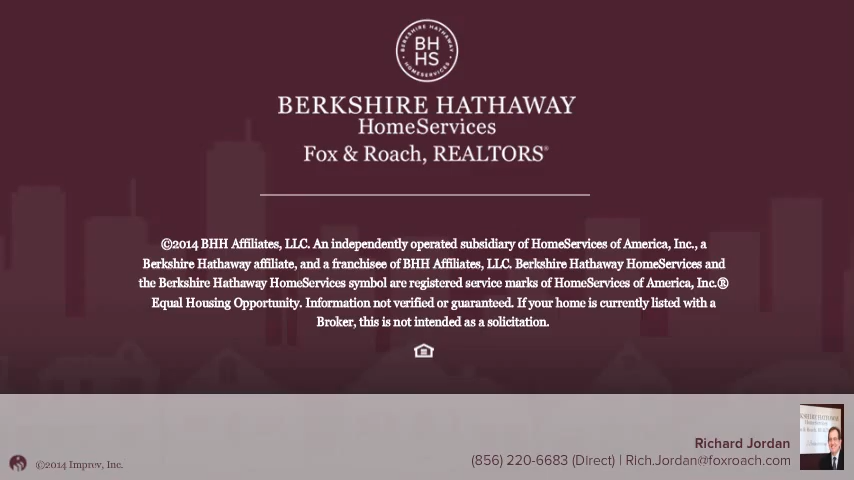 BERKSHIRE HATHAWAY
BH
HS
HOMESERVICES
BERKSHIRE HATHAWAY
HomeServices
Fox & Roach, REALTORS®
©2014 BHH Affiliates, LLC. An independently operated subsidiary of HomeServices of America, Inc., a
Berkshire Hathaway affiliate, and a franchisee of BHH Affiliates, LLC. Berkshire Hathaway HomeServices and
the Berkshire Hathaway HomeServices symbol are registered service marks of HomeServices of America, Inc.®
Equal Housing Opportunity. Information not verified or guaranteed. If your home is currently listed with a
Broker, this is not intended as a solicitation.
Richard Jordan
(856) 220-6683 (Direct) | Rich.Jordan@foxroach.com
©2014 Imprev, Inc.